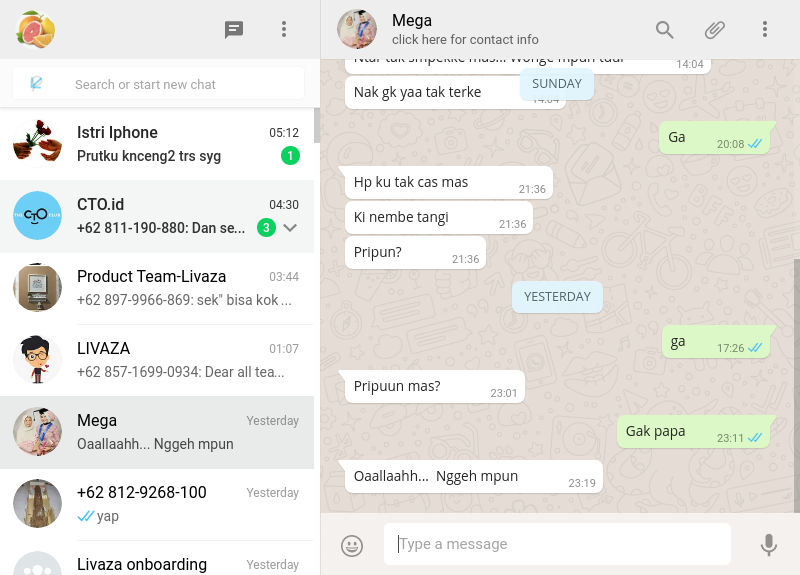 Search or start new chat
Istri Iphone
05:12
Prutku knceng2 trs syg
1
CTO.id
04:30
+62 811-190-880: Dan se...
3
Product Team-Livaza
03:44
+62 897-9966-869: sek" bisa kok ...
LIVAZA
01:07
+62 857-1699-0934: Dear all tea...
Mega
Yesterday
Oaallaahh... Nggeh mpun
+62 812-9268-100
Yesterday
yap
Livaza onboarding
Yesterday
Mega
click here for contact info
14:04
SUNDAY
Nak gk yaa tak terke
14:04
Ga
20:08
Hp ku tak cas mas
21:36
Ki nembe tangi
21:36
Pripun?
21:36
YESTERDAY
ga
17:26
Pripuun mas?
23:01
Gak papa
23:11
Oaallaahh... Nggeh mpun
23:19
Type a message